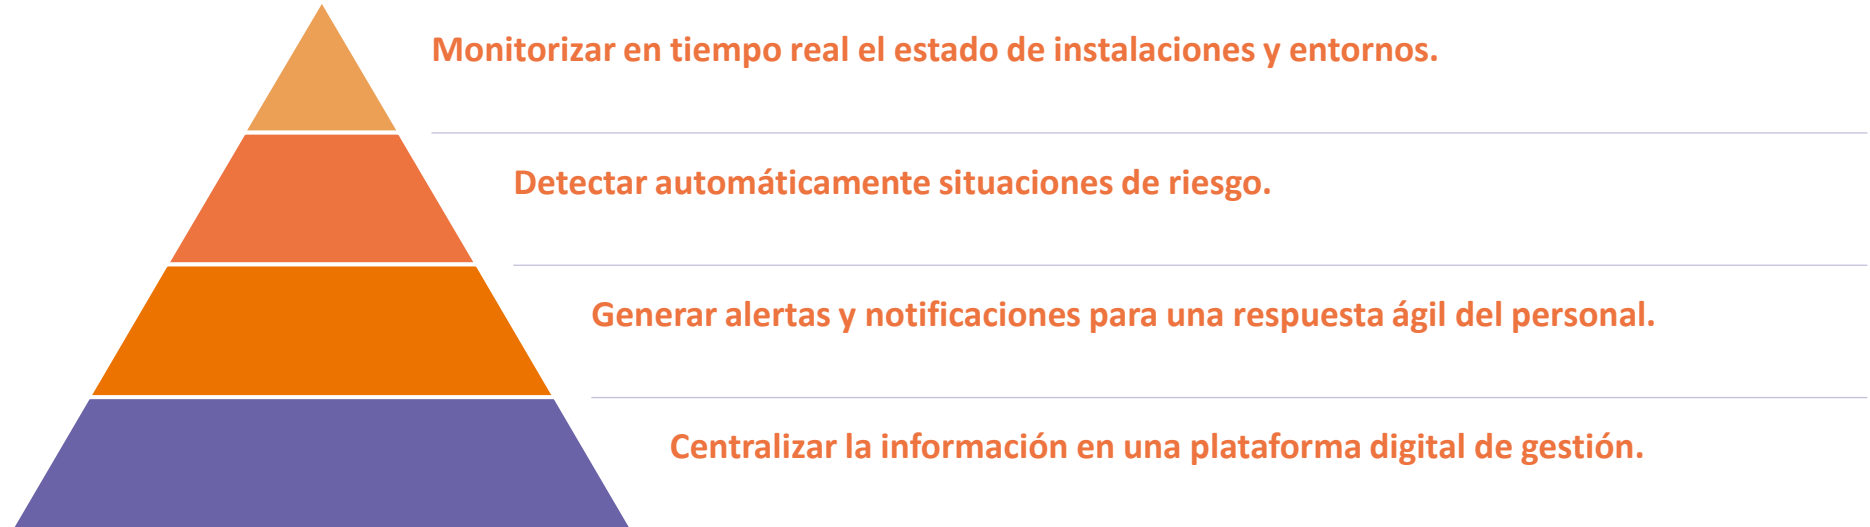 Monitorizar en tiempo real el estado de instalaciones y entornos.
Detectar automáticamente situaciones de riesgo.
Generar alertas y notificaciones para una respuesta ágil del personal.
Centralizar la información en una plataforma digital de gestión.